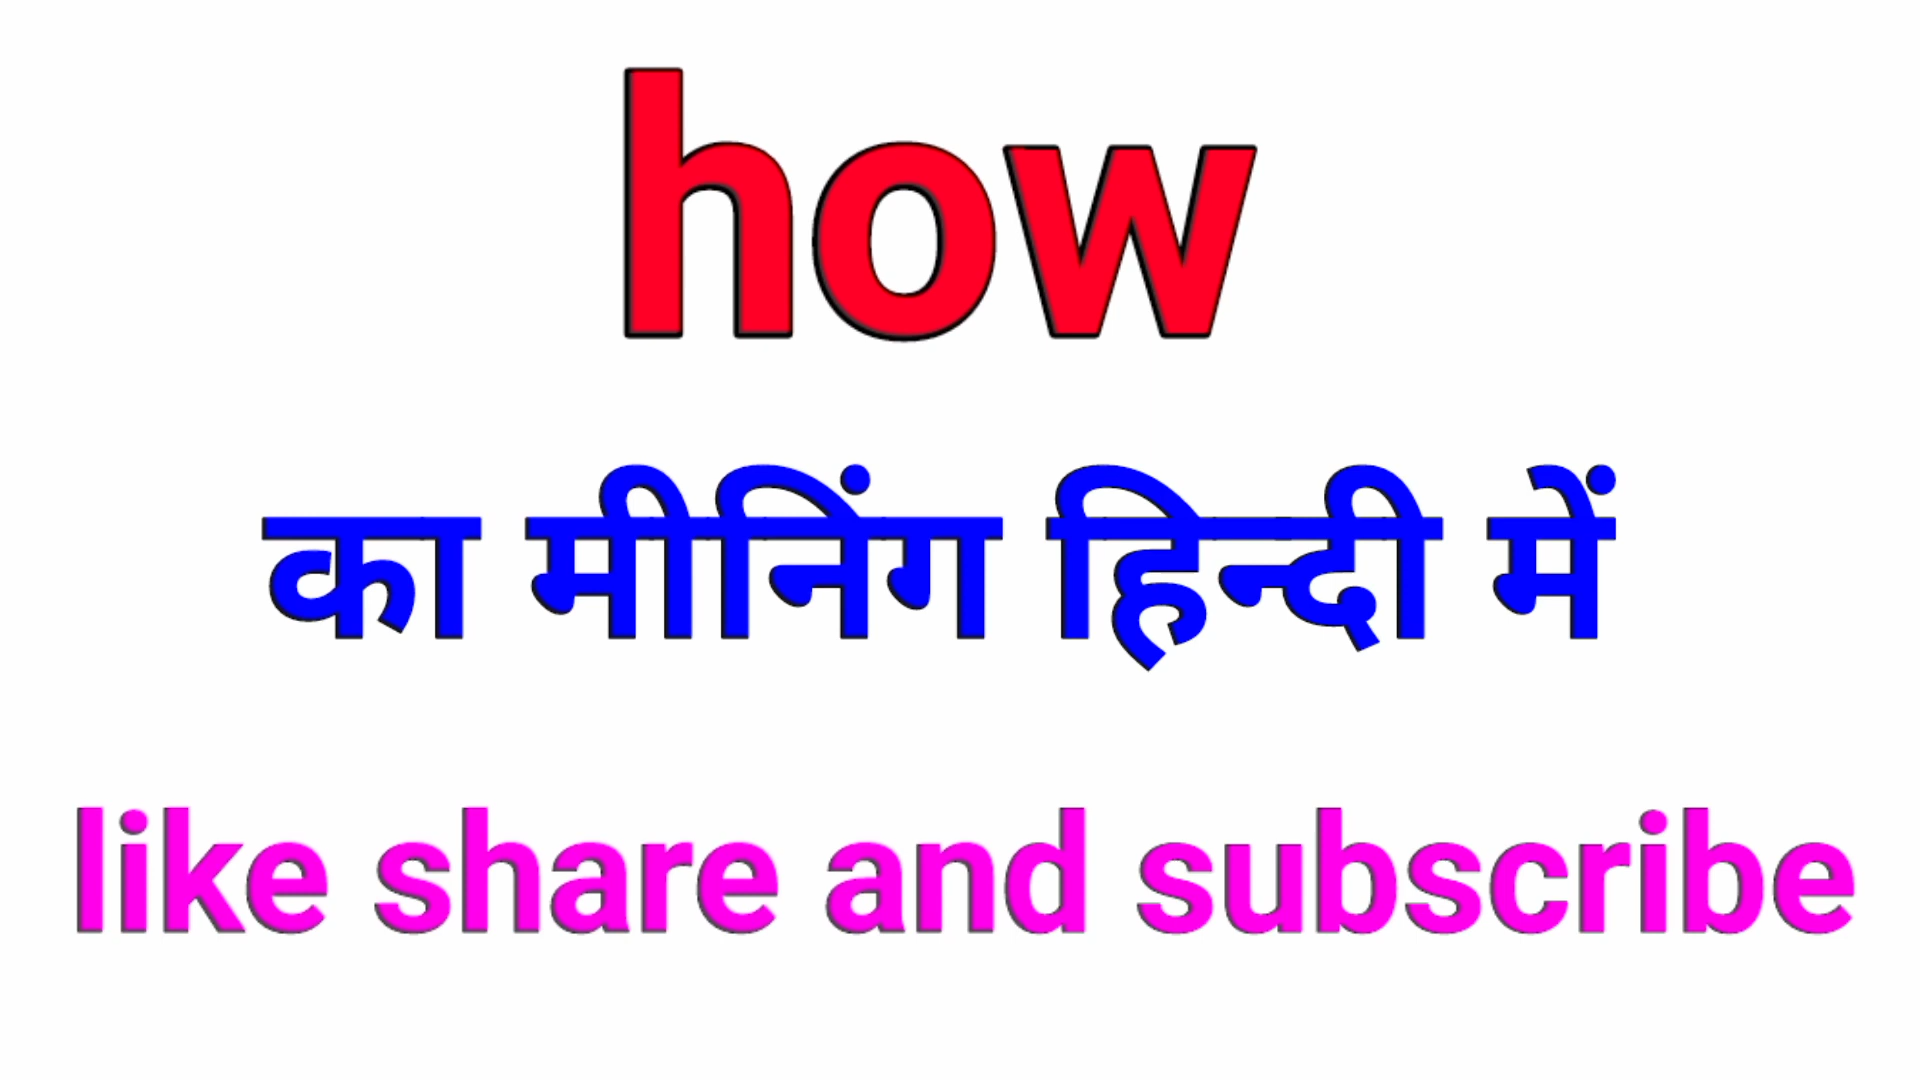 how
का मीनिंग हिन्दी में
like share and subscribe